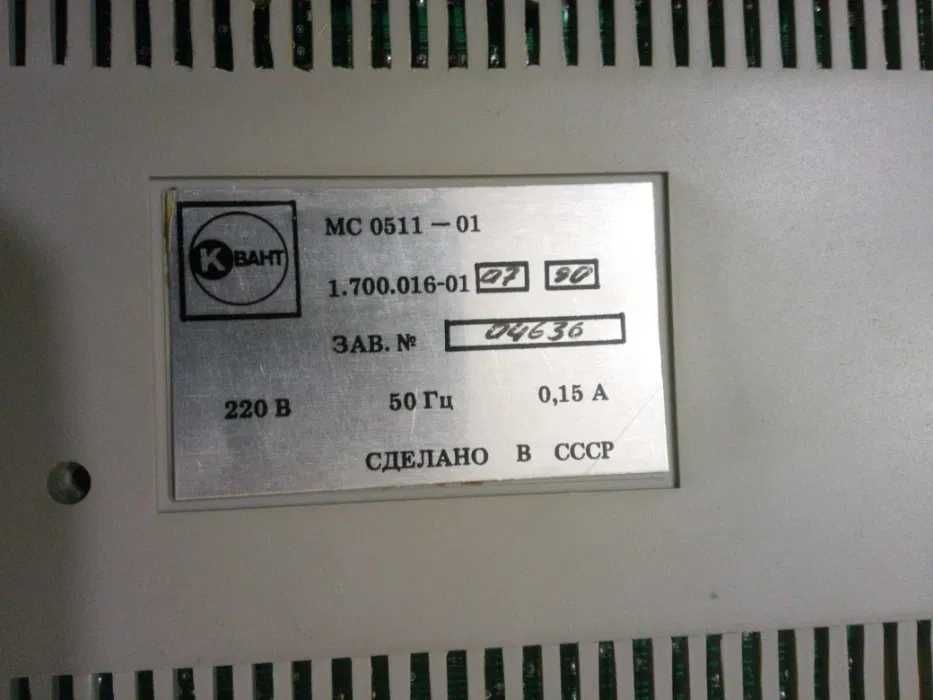 КВАНТ
МС 0511 – 01
1.700.016-01 07 90
ЗАВ. № 04636
220 В 50 Гц 0,15 А
СДЕЛАНО В СССР